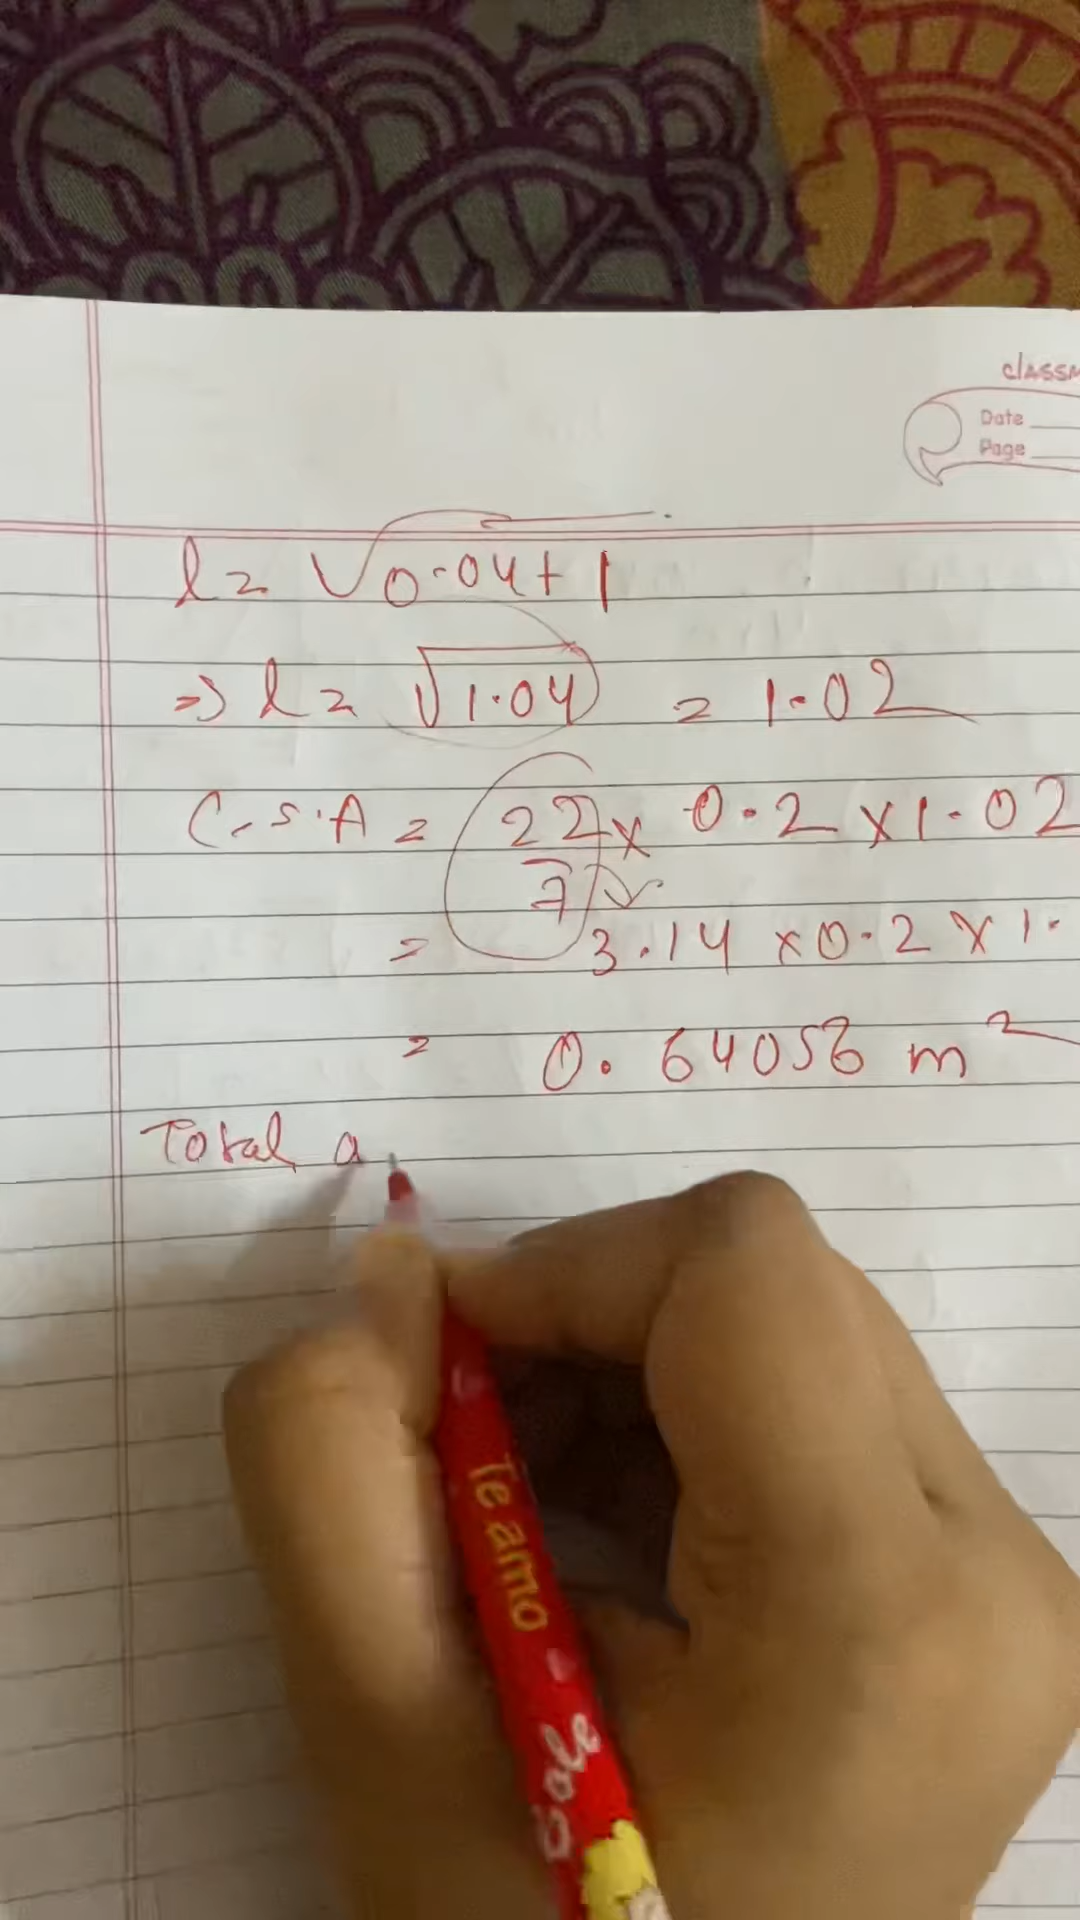 classm
Date
Page
l = √0.04+1
⇒ l = √1.04 = 1.02
C.S.A = 22/7 x 0.2 x 1.02
= 3.14 x 0.2 x 1.
= 0.64056 m²
Total a
Te amo